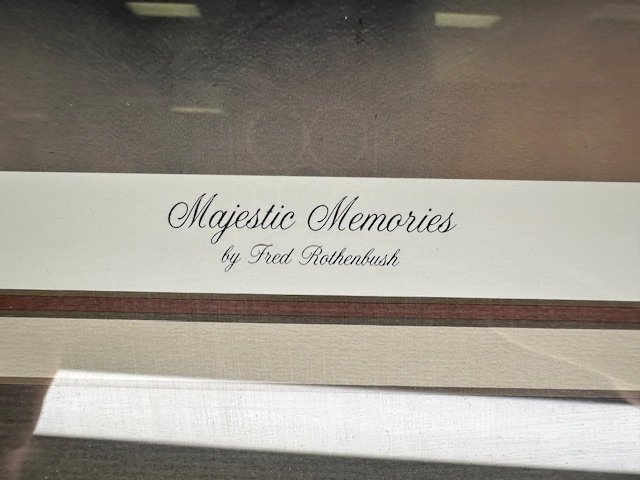 Majestic Memories
by Fred Rothenbush